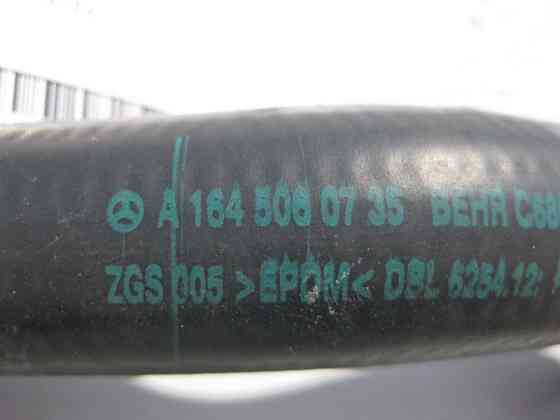 A 164 506 07 35 BEHR
ZGS 005 >EPDM< DBL 6254.12: